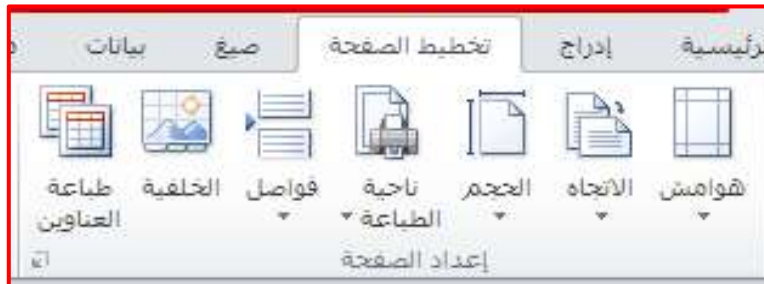 إدراج تخطيط الصفحة صيغ بيانات
هوامش الاتجاه الحجم ناحية الطباعة فواصل الخلفية طباعة العناوين
إعداد الصفحة